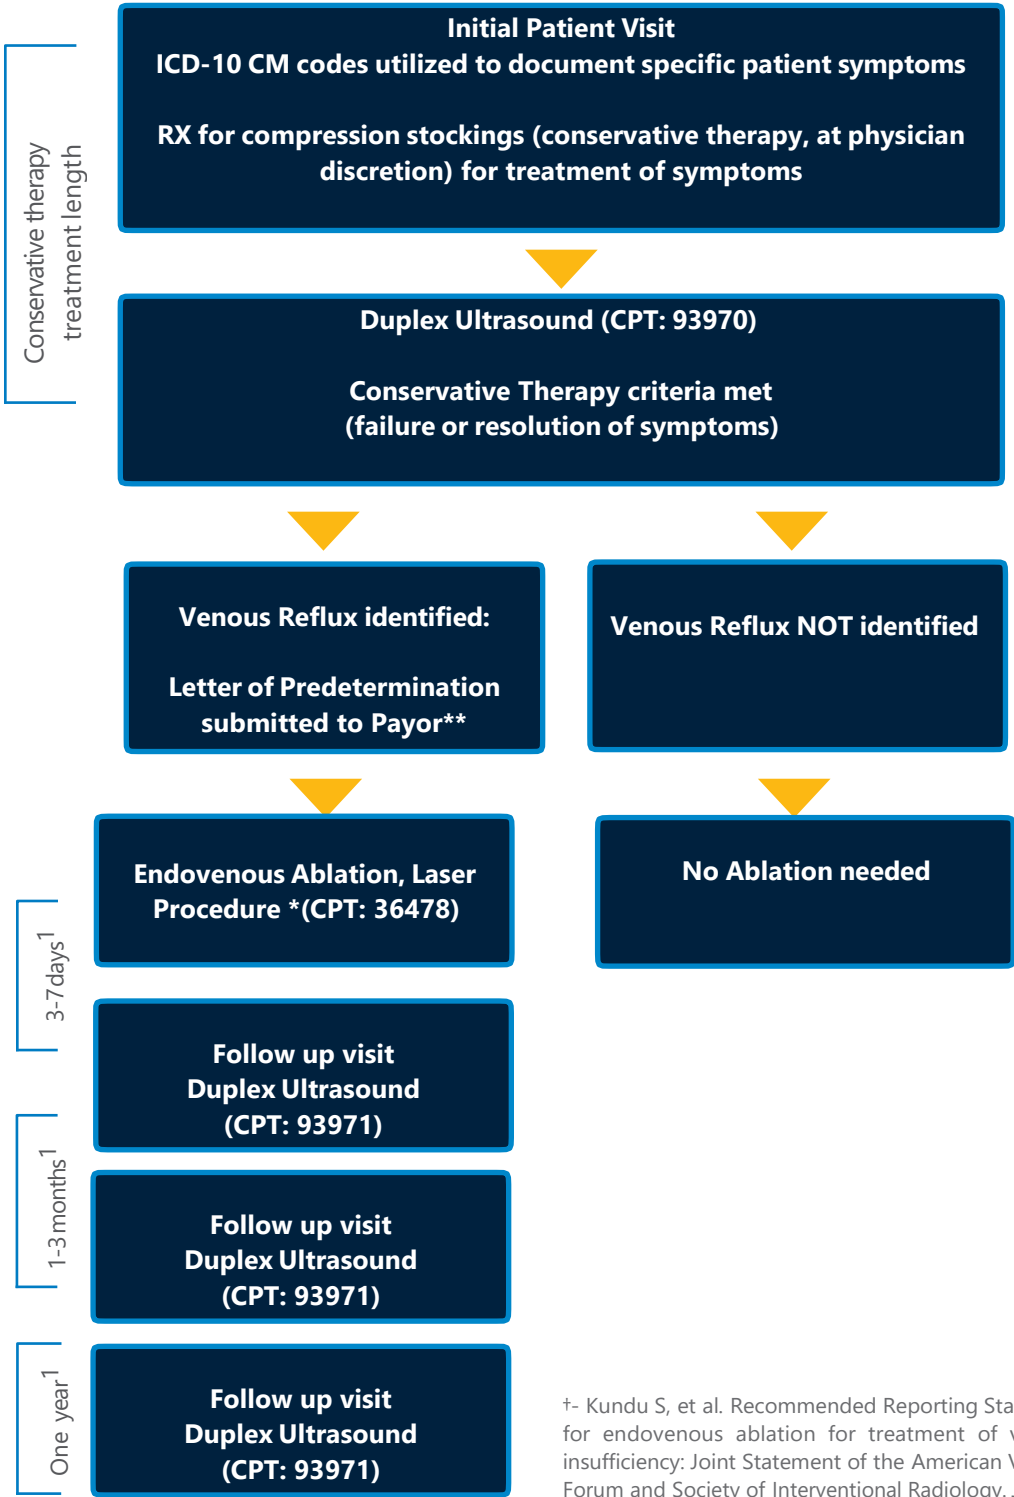 Initial Patient Visit
ICD-10 CM codes utilized to document specific patient symptoms
RX for compression stockings (conservative therapy, at physician
discretion) for treatment of symptoms
Conservative therapy
treatment length
Duplex Ultrasound (CPT: 93970)
Conservative Therapy criteria met
(failure or resolution of symptoms)
Venous Reflux identified:
Letter of Predetermination
submitted to Payor**
Venous Reflux NOT identified
Endovenous Ablation, Laser
Procedure *(CPT: 36478)
No Ablation needed
3-7days1
Follow up visit
Duplex Ultrasound
(CPT: 93971)
1-3months1
Follow up visit
Duplex Ultrasound
(CPT: 93971)
One year1
Follow up visit
Duplex Ultrasound
(CPT: 93971)
†- Kundu S, et al. Recommended Reporting Sta
for endovenous ablation for treatment of v
insufficiency: Joint Statement of the American V
Forum and Society of Interventional Radiology.